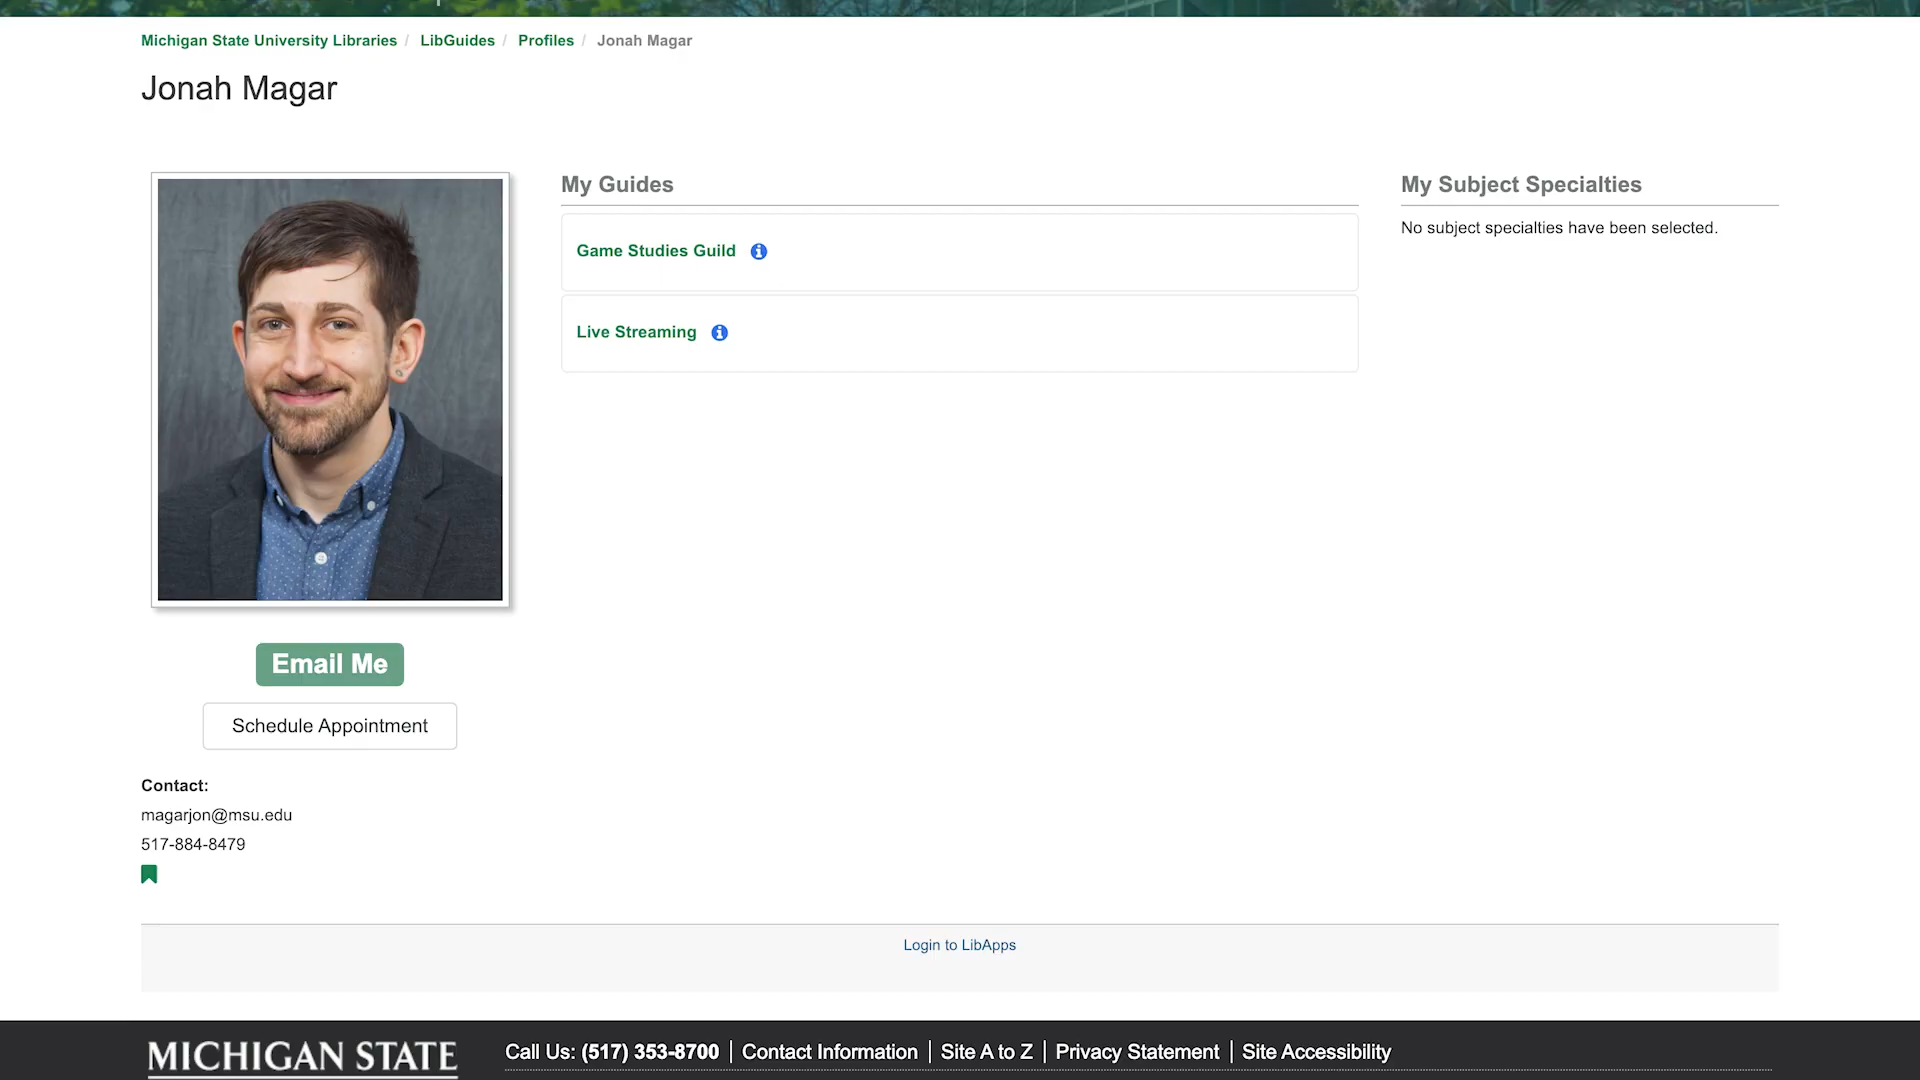 Michigan State University Libraries / LibGuides / Profiles / Jonah Magar
Jonah Magar
My Guides
Game Studies Guild
Live Streaming
My Subject Specialties
No subject specialties have been selected.
Email Me
Schedule Appointment
Contact:
magarjon@msu.edu
517-884-8479
Login to LibApps
MICHIGAN STATE
Call Us: (517) 353-8700 | Contact Information | Site A to Z | Privacy Statement | Site Accessibility